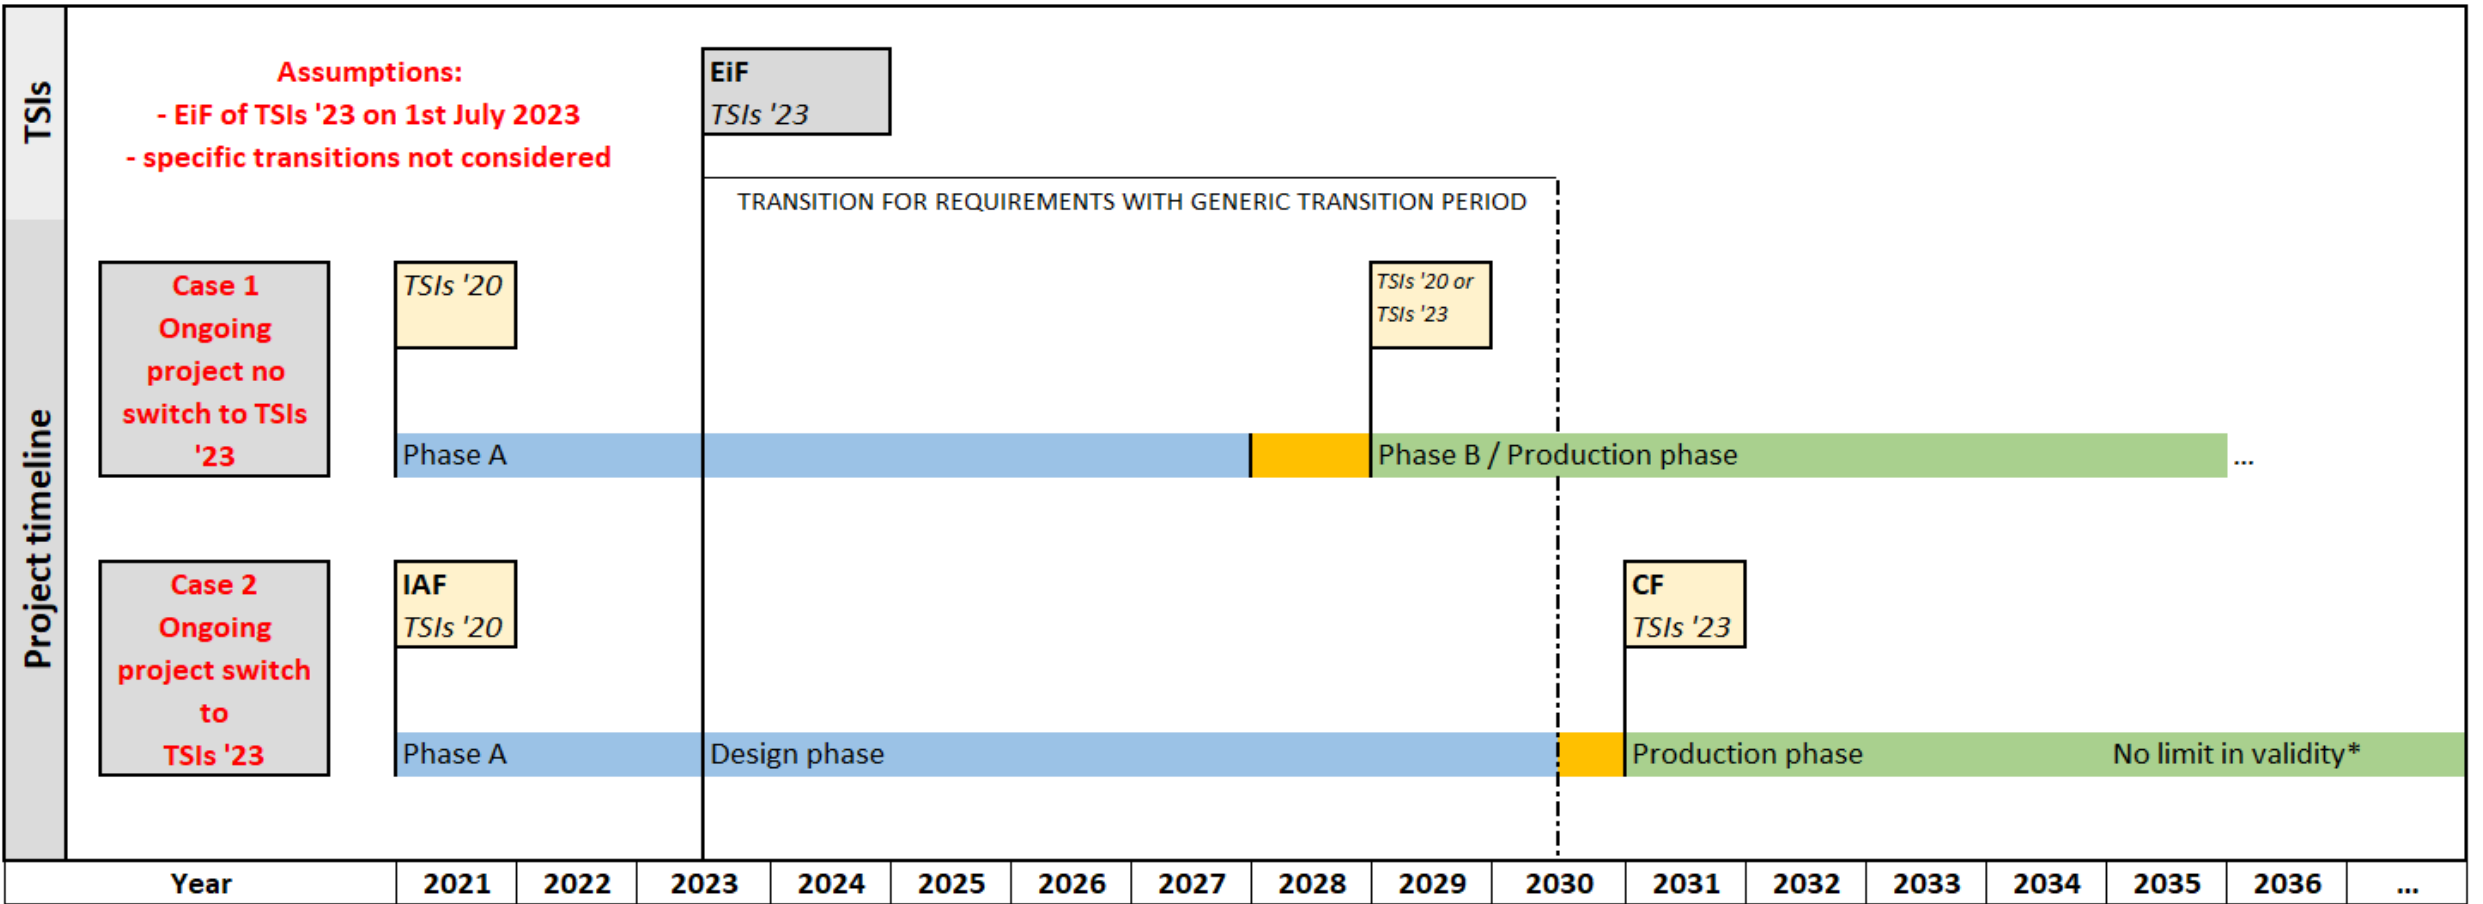 TSIs
Assumptions:
- EiF of TSIs '23 on 1st July 2023
- specific transitions not considered
EiF
TSIs '23
TRANSITION FOR REQUIREMENTS WITH GENERIC TRANSITION PERIOD
Project timeline
Case 1
Ongoing
project no
switch to TSIs
'23
TSIs '20
TSIs '20 or
TSIs '23
Phase A
Phase B / Production phase
...
Case 2
Ongoing
project switch
to
TSIs '23
IAF
TSIs '20
CF
TSIs '23
Phase A
Design phase
Production phase
No limit in validity*
Year 2021 2022 2023 2024 2025 2026 2027 2028 2029 2030 2031 2032 2033 2034 2035 2036 ...